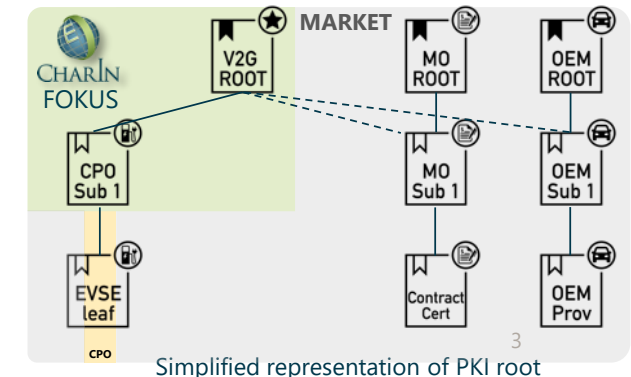 MARKET
CHARIN
FOKUS
V2G
ROOT
MO
ROOT
OEM
ROOT
CPO
Sub 1
MO
Sub 1
OEM
Sub 1
EVSE
leaf
Contract
Cert
OEM
Prov
CPO
3
Simplified representation of PKI root